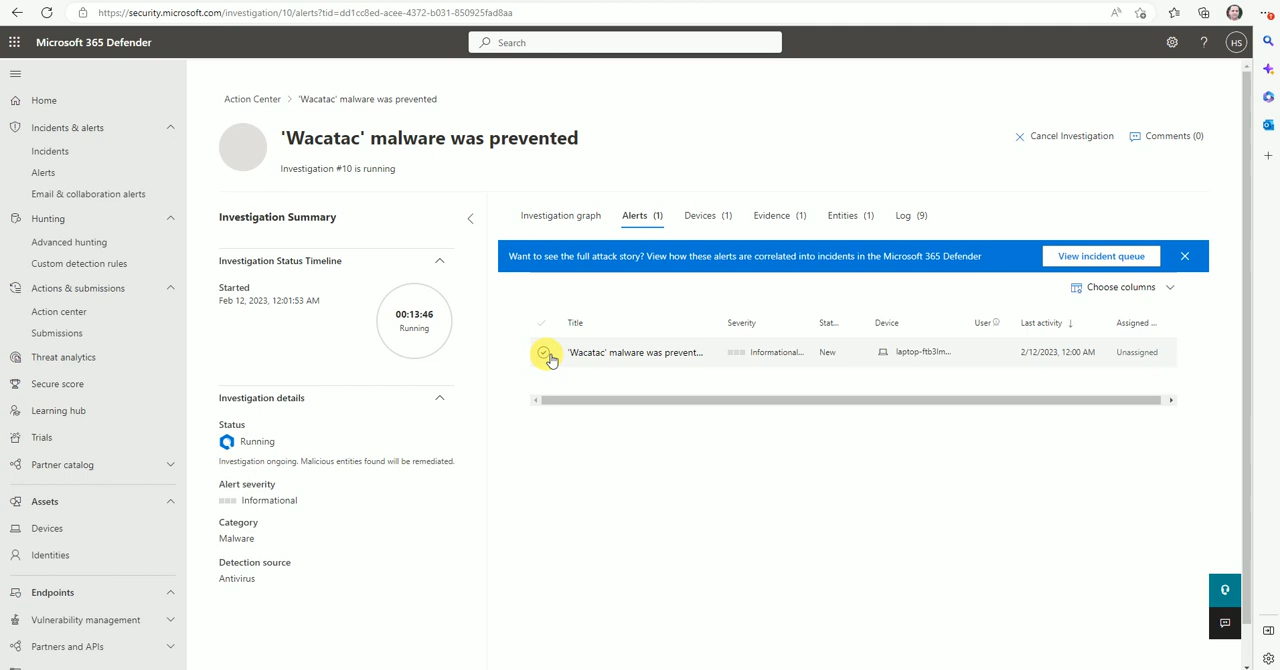 https://security.microsoft.com/investigation/10/alerts?tid=dd1cc8ed-acee-4372-b031-850925fad8aa
Microsoft 365 Defender
Search
HS
Home
Incidents & alerts
Incidents
Alerts
Email & collaboration alerts
Hunting
Advanced hunting
Custom detection rules
Actions & submissions
Action center
Submissions
Threat analytics
Secure score
Learning hub
Trials
Partner catalog
Assets
Devices
Identities
Endpoints
Vulnerability management
Partners and APIs
Action Center > 'Wacatac' malware was prevented
'Wacatac' malware was prevented
Investigation #10 is running
Cancel Investigation
Comments (0)
Investigation Summary
Investigation Status Timeline
Started
Feb 12, 2023, 12:01:53 AM
00:13:46
Running
Investigation details
Status
Running
Investigation ongoing. Malicious entities found will be remediated.
Alert severity
Informational
Category
Malware
Detection source
Antivirus
Investigation graph Alerts (1) Devices (1) Evidence (1) Entities (1) Log (9)
Want to see the full attack story? View how these alerts are correlated into incidents in the Microsoft 365 Defender
View incident queue
Choose columns
Title Severity Stat... Device User Last activity Assigned ...
'Wacatac' malware was prevent... Informational... New laptop-ftb3lm... 2/12/2023, 12:00 AM Unassigned